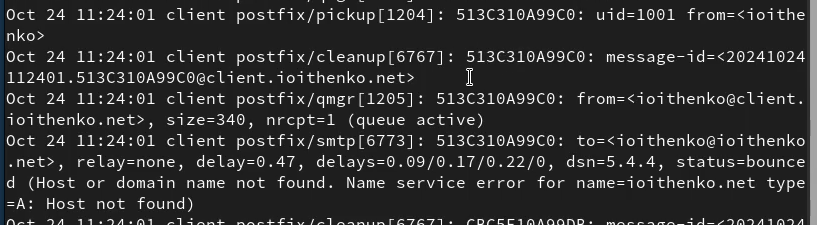 Oct 24 11:24:01 client postfix/pickup[1204]: 513C310A99C0: uid=1001 from=<ioithe
nko>
Oct 24 11:24:01 client postfix/cleanup[6767]: 513C310A99C0: message-id=<20241024
112401.513C310A99C0@client.ioithenko.net>
Oct 24 11:24:01 client postfix/qmgr[1205]: 513C310A99C0: from=<ioithenko@client.
ioithenko.net>, size=340, nrcpt=1 (queue active)
Oct 24 11:24:01 client postfix/smtp[6773]: 513C310A99C0: to=<ioithenko@ioithenko
.net>, relay=none, delay=0.47, delays=0.09/0.17/0.22/0, dsn=5.4.4, status=bounce
d (Host or domain name not found. Name service error for name=ioithenko.net type
=A: Host not found)
Oct 24 11:24:01 client postfix/cleanup[6767]: message-id=<20241024